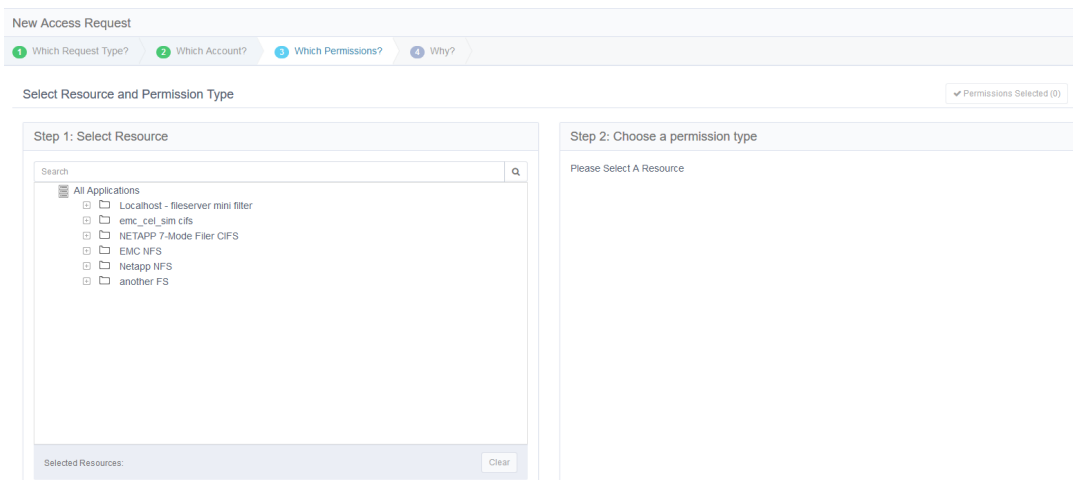 New Access Request
1 Which Request Type? 2 Which Account? 3 Which Permissions? 4 Why?
Select Resource and Permission Type
Permissions Selected (0)
Step 1: Select Resource
Search
All Applications
Localhost - fileserver mini filter
emc_cel_sim cifs
NETAPP 7-Mode Filer CIFS
EMC NFS
Netapp NFS
another FS
Selected Resources:
Clear
Step 2: Choose a permission type
Please Select A Resource